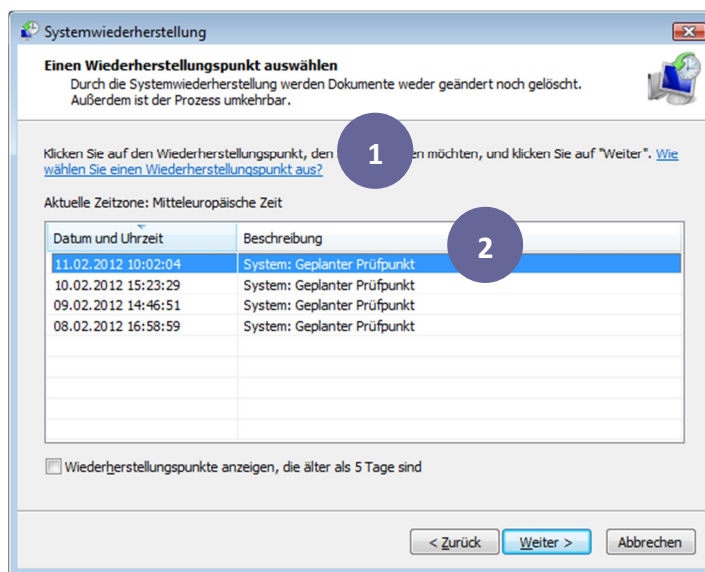 Systemwiederherstellung
Einen Wiederherstellungspunkt auswählen
Durch die Systemwiederherstellung werden Dokumente weder geändert noch gelöscht.
Außerdem ist der Prozess umkehrbar.
Klicken Sie auf den Wiederherstellungspunkt, den 1 en möchten, und klicken Sie auf "Weiter". Wie
wählen Sie einen Wiederherstellungspunkt aus?
Aktuelle Zeitzone: Mitteleuropäische Zeit
Datum und Uhrzeit Beschreibung 2
11.02.2012 10:02:04 System: Geplanter Prüfpunkt
10.02.2012 15:23:29 System: Geplanter Prüfpunkt
09.02.2012 14:46:51 System: Geplanter Prüfpunkt
08.02.2012 16:58:59 System: Geplanter Prüfpunkt
Wiederherstellungspunkte anzeigen, die älter als 5 Tage sind
< Zurück Weiter > Abbrechen